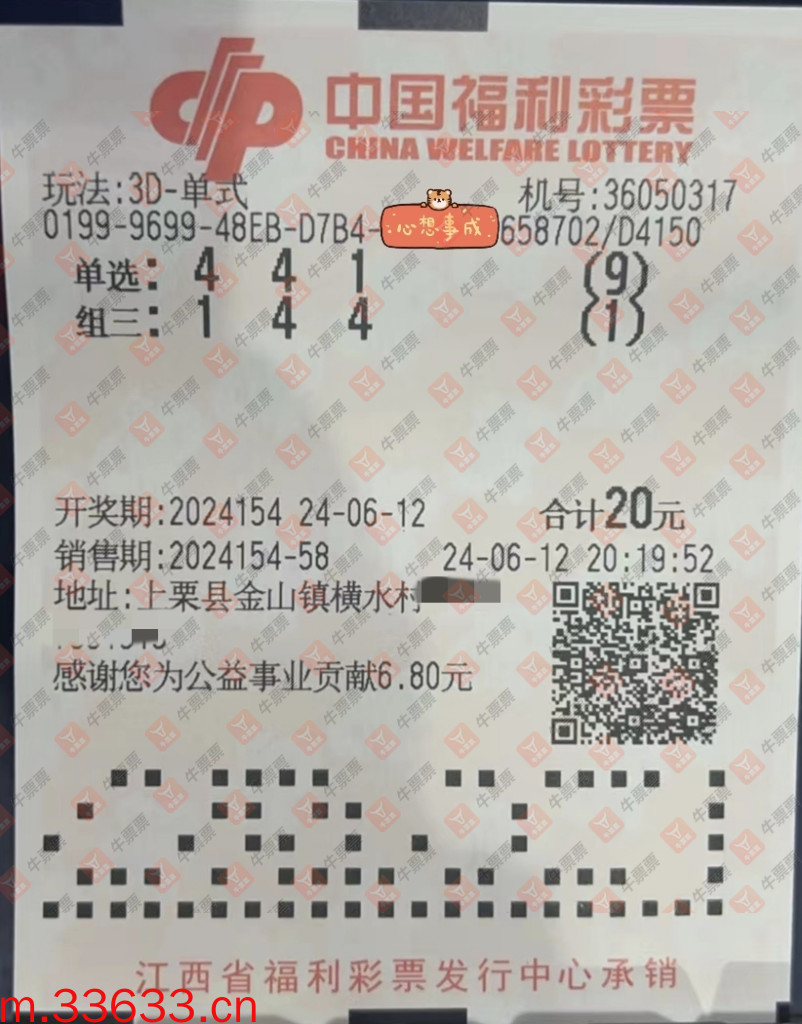 中国福利彩票
CHINA WELFARE LOTTERY
玩法:3D-单式 机号:36050317
0199-9699-48EB-D7B4- 心想事成 658702/D4150
单选: 4 4 1 (9)
组三: 1 4 4 (1)
开奖期:2024154 24-06-12 合计20元
销售期:2024154-58 24-06-12 20:19:52
地址:上栗县金山镇横水村
感谢您为公益事业贡献6.80元
江西省福利彩票发行中心承销
m.33633.cn
牛票票